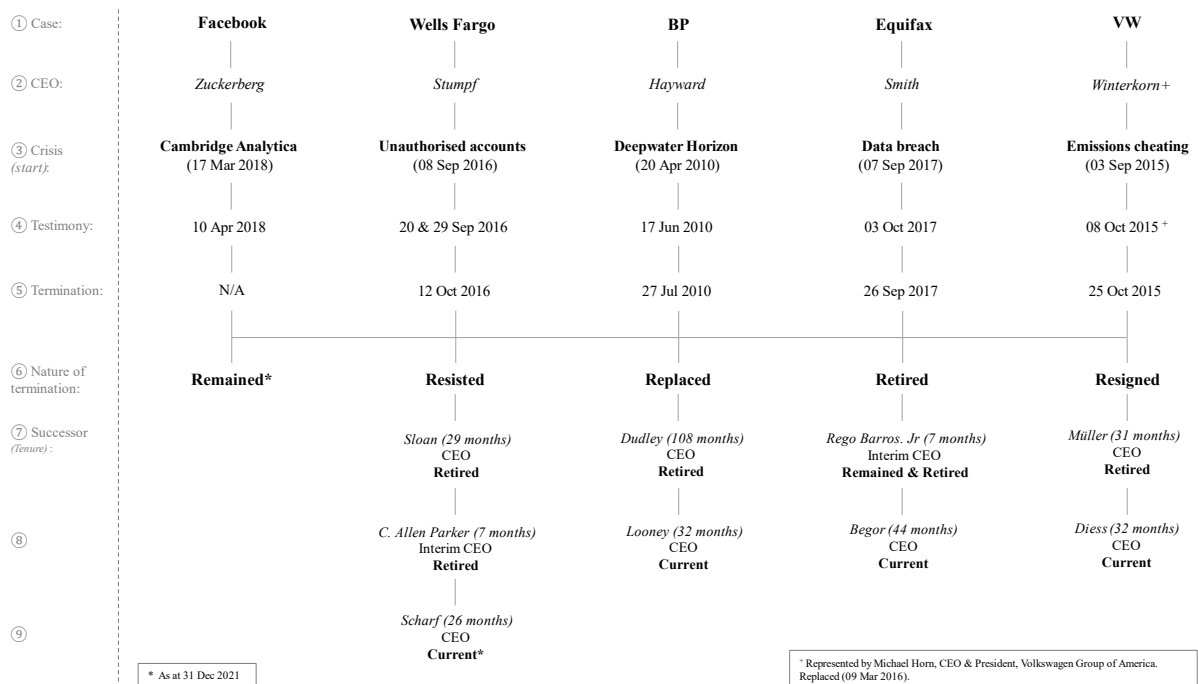 ① Case: Facebook Wells Fargo BP Equifax VW
② CEO: Zuckerberg Stumpf Hayward Smith Winterkorn+
③ Crisis (start): Cambridge Analytica Unauthorised accounts Deepwater Horizon Data breach Emissions cheating
(17 Mar 2018) (08 Sep 2016) (20 April 2010) (07 Sep 2017) (03 Sep 2015)
④ Testimony: 10 Apr 2018 20 & 29 Sep 2016 17 Jun 2010 03 Oct 2017 08 Oct 2015 +
⑤ Termination: N/A 12 Oct 2016 27 Jul 2010 26 Sep 2017 25 Oct 2015
⑥ Nature of termination: Remained* Resisted Replaced Retired Resigned
⑦ Successor (Tenure) : Sloan (29 months) Dudley (108 months) Rego Barros. Jr (7 months) Müller (31 months)
CEO CEO Interim CEO CEO
Retired Retired Remained & Retired Retired
⑧ C. Allen Parker (7 months) Looney (32 months) Begor (44 months) Diess (32 months)
Interim CEO CEO CEO CEO
Retired Current Current Current
⑨ Scharf (26 months)
CEO
Current*
* As at 31 Dec 2021
+ Represented by Michael Horn, CEO & President, Volkswagen Group of America.
Replaced (09 Mar 2016).